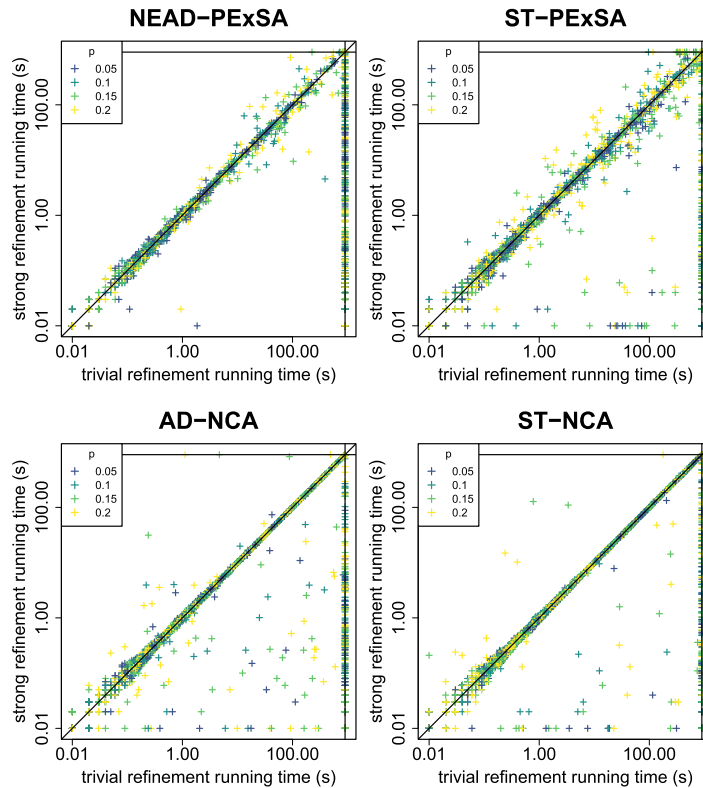 NEAD−PExSA
strong refinement running time (s)
100.00
1.00
0.01
p
0.05
0.1
0.15
0.2
0.01 1.00 100.00
trivial refinement running time (s)
ST−PExSA
strong refinement running time (s)
100.00
1.00
0.01
p
0.05
0.1
0.15
0.2
0.01 1.00 100.00
trivial refinement running time (s)
AD−NCA
strong refinement running time (s)
100.00
1.00
0.01
p
0.05
0.1
0.15
0.2
0.01 1.00 100.00
trivial refinement running time (s)
ST−NCA
strong refinement running time (s)
100.00
1.00
0.01
p
0.05
0.1
0.15
0.2
0.01 1.00 100.00
trivial refinement running time (s)